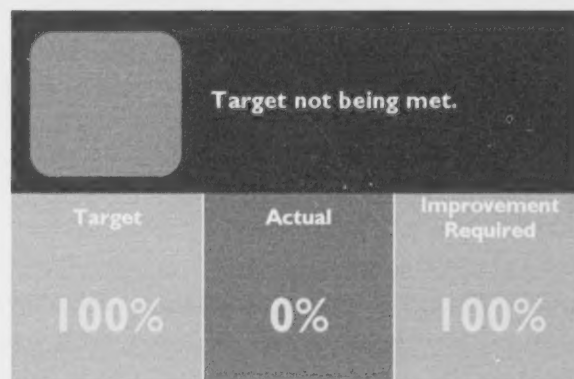 Target not being met.
Target
Actual
Improvement
Required
100%
0%
100%